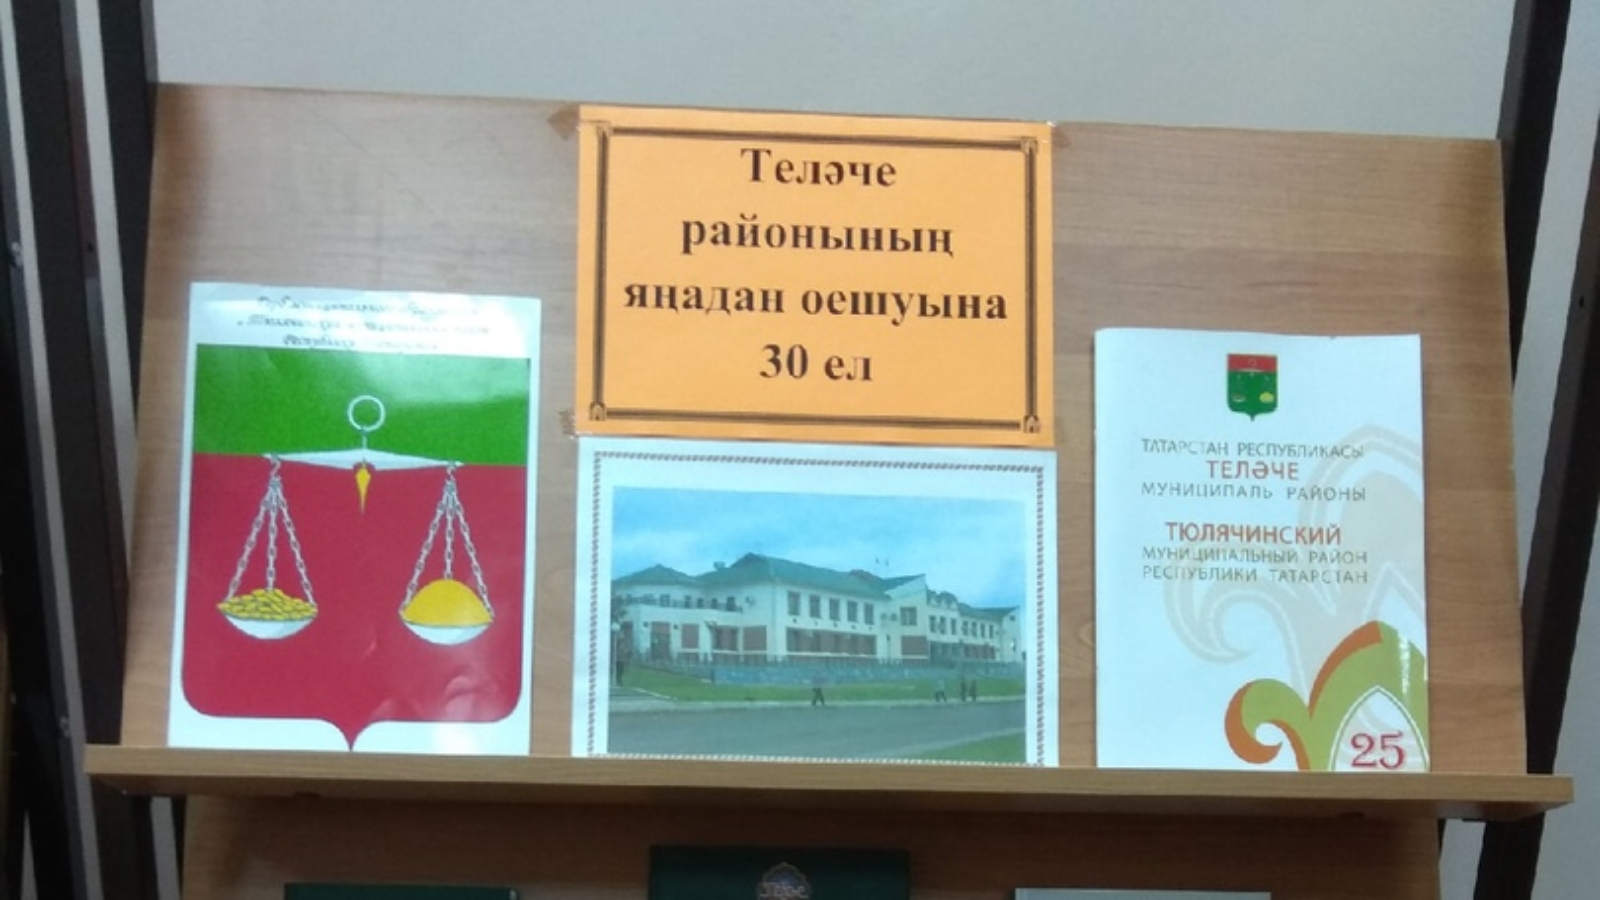 Теләче
районының
яңадан оешуына
30 ел
ТАТАРСТАН РЕСПУБЛИКАСЫ
ТЕЛӘЧЕ
МУНИЦИПАЛЬ РАЙОНЫ
ТЮЛЯЧИНСКИЙ
МУНИЦИПАЛЬНЫЙ РАЙОН
РЕСПУБЛИКИ ТАТАРСТАН
25